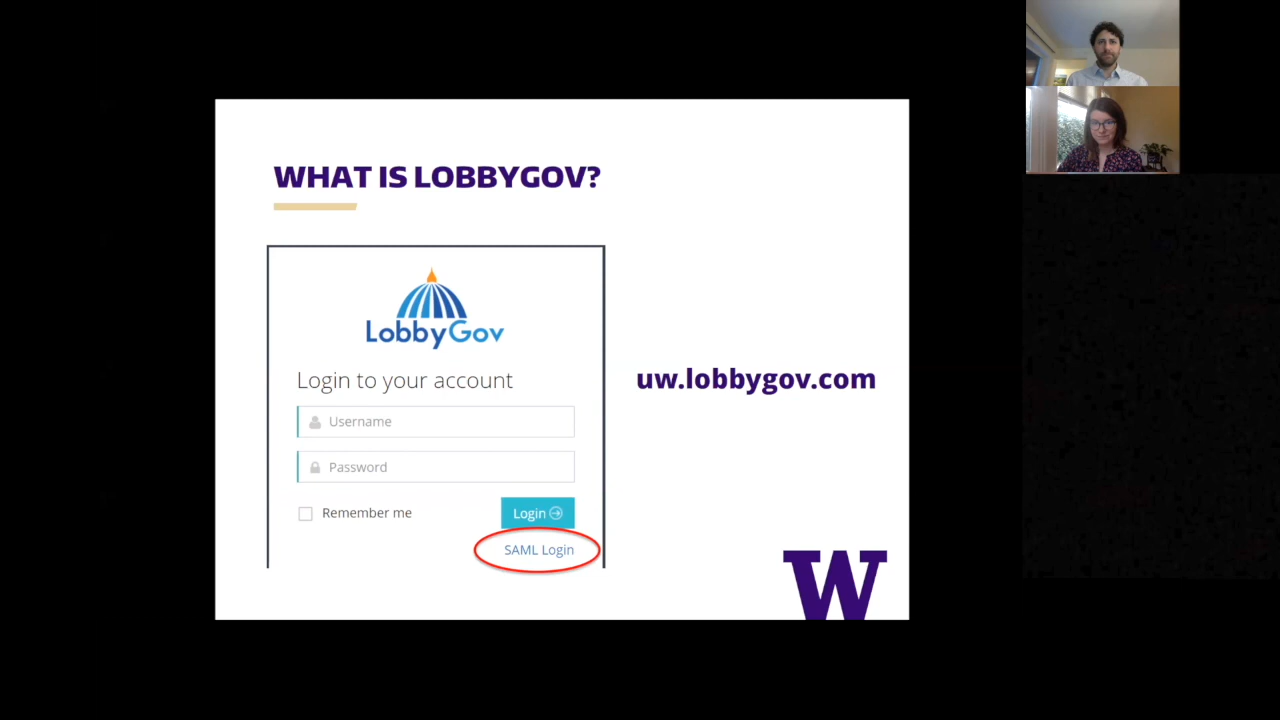 WHAT IS LOBBYGOV?
LobbyGov
Login to your account
Username
Password
Remember me
Login
SAML Login
uw.lobbygov.com
W